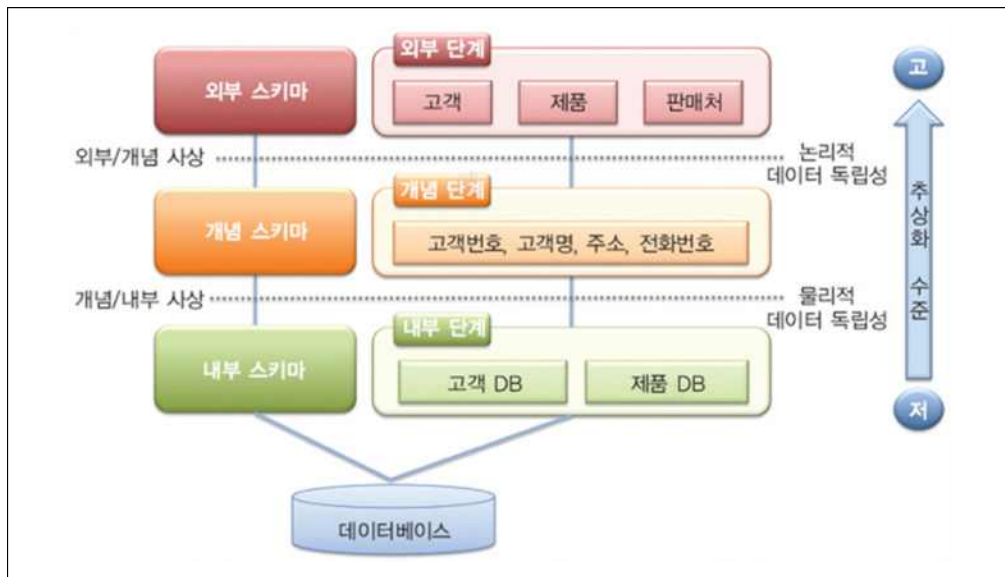 외부 단계
외부 스키마
고객
제품
판매처
고
외부/개념 사상
논리적
데이터 독립성
개념 단계
개념 스키마
고객번호, 고객명, 주소, 전화번호
추상화 수준
개념/내부 사상
물리적
데이터 독립성
내부 단계
내부 스키마
고객 DB
제품 DB
저
데이터베이스